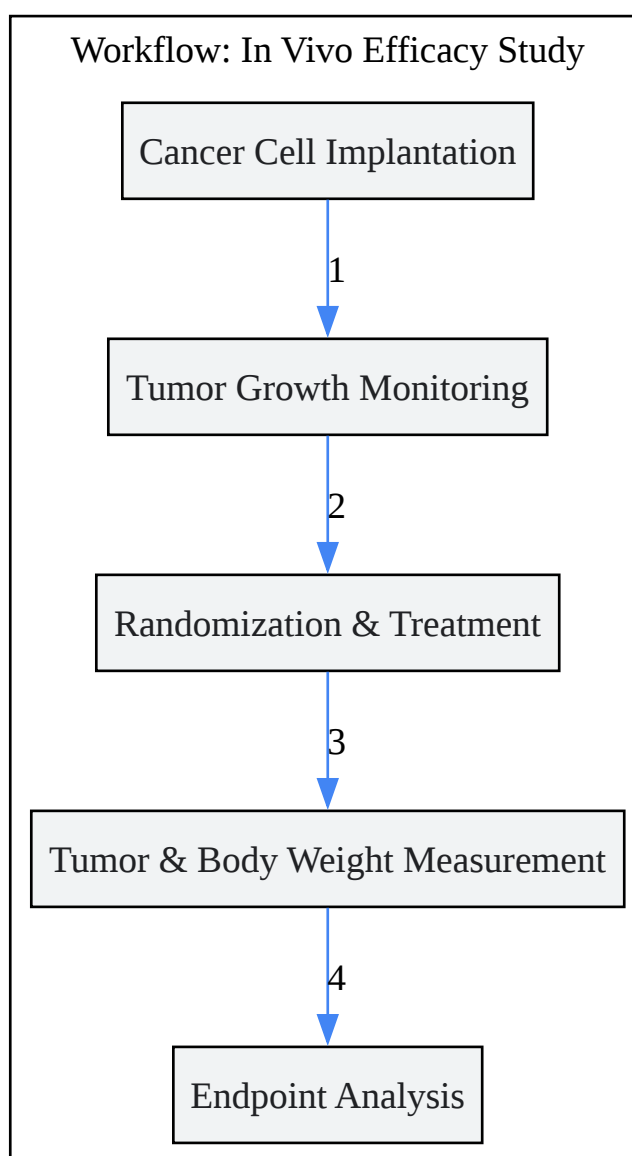 Workflow: In Vivo Efficacy Study
Cancer Cell Implantation
1
Tumor Growth Monitoring
2
Randomization & Treatment
3
Tumor & Body Weight Measurement
4
Endpoint Analysis